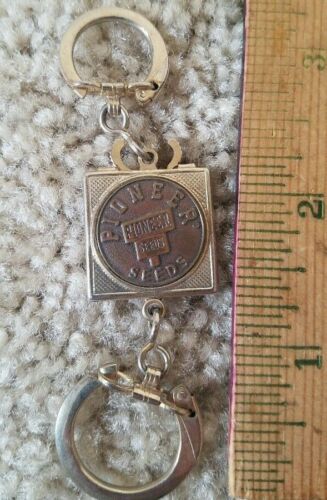 PIONEER
PIONEER
SEEDS
SEEDS
1
2
3